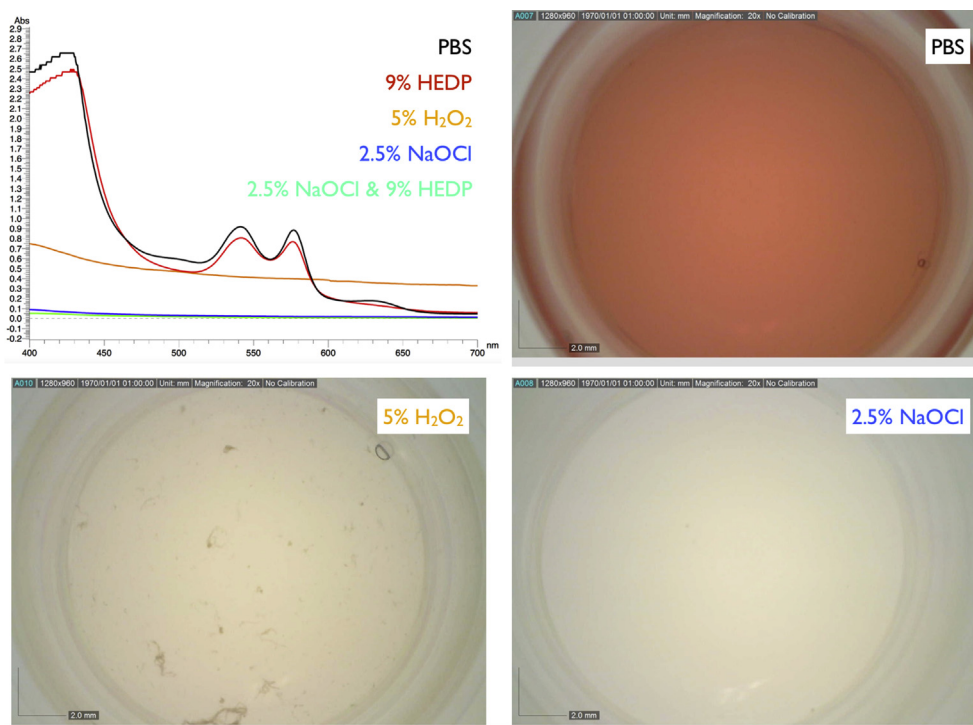 Abs
2.9
2.8
2.7
2.6
2.5
2.4
2.3
2.2
2.1
2.0
1.9
1.8
1.7
1.6
1.5
1.4
1.3
1.2
1.1
1.0
0.9
0.8
0.7
0.6
0.5
0.4
0.3
0.2
0.1
0.0
-0.1
-0.2
400 450 500 550 600 650 700
nm
PBS
9% HEDP
5% H₂O₂
2.5% NaOCl
2.5% NaOCl & 9% HEDP
A007 1280x960 1970/01/01 01:00:00 Unit: mm Magnification: 20x No Calibration
PBS
2.0 mm
A010 1280x960 1970/01/01 01:00:00 Unit: mm Magnification: 20x No Calibration
5% H₂O₂
2.0 mm
A008 1280x960 1970/01/01 01:00:00 Unit: mm Magnification: 20x No Calibration
2.5% NaOCl
2.0 mm